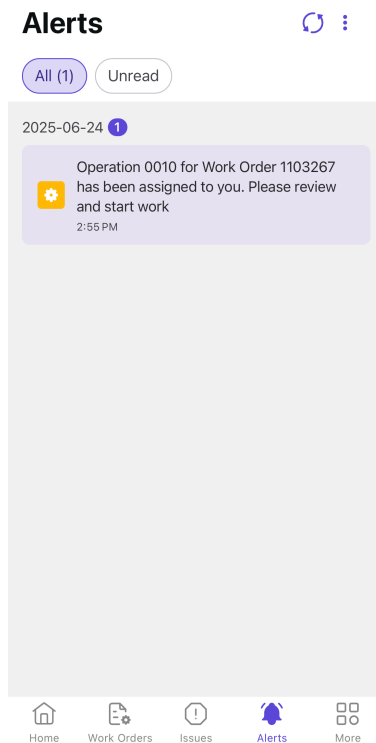 Alerts
All (1)
Unread
2025-06-24 1
Operation 0010 for Work Order 1103267
has been assigned to you. Please review
and start work
2:55 PM
Home
Work Orders
Issues
Alerts
More